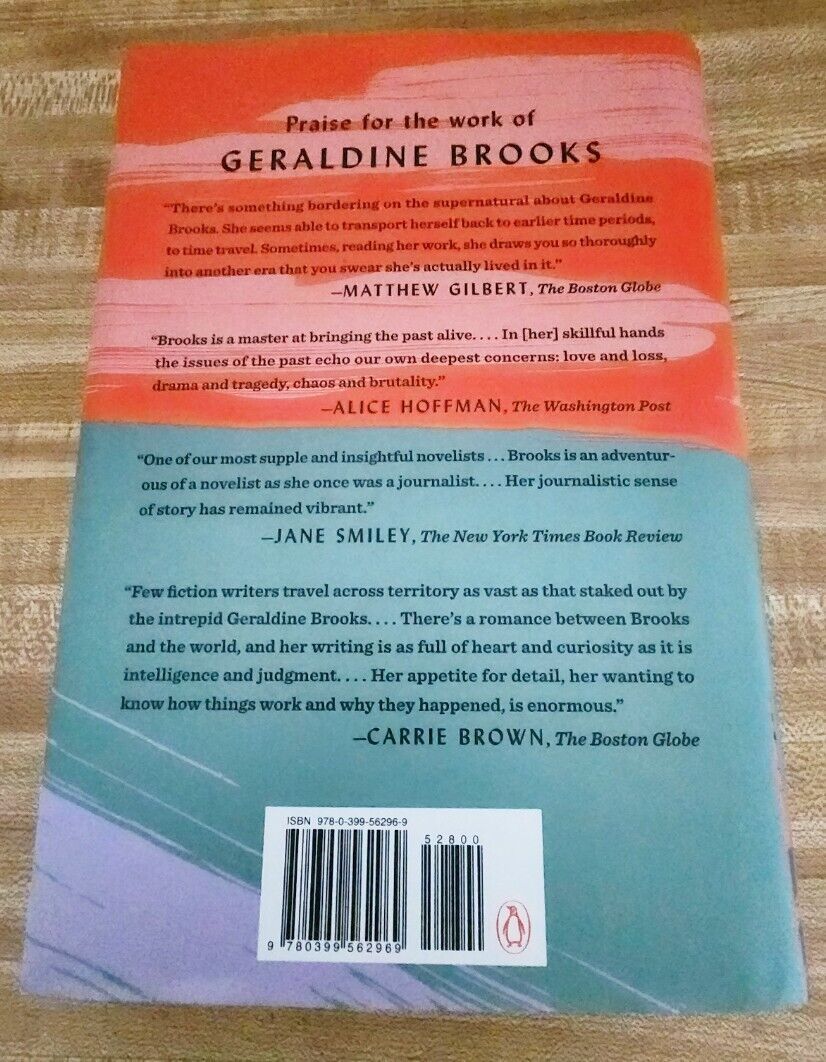 Praise for the work of
GERALDINE BROOKS
“There’s something bordering on the supernatural about Geraldine
Brooks. She seems able to transport herself back to earlier time periods,
to time travel. Sometimes, reading her work, she draws you so thoroughly
into another era that you swear she’s actually lived in it.”
—MATTHEW GILBERT, The Boston Globe
“Brooks is a master at bringing the past alive. . . . In [her] skillful hands
the issues of the past echo our own deepest concerns: love and loss,
drama and tragedy, chaos and brutality.”
—ALICE HOFFMAN, The Washington Post
“One of our most supple and insightful novelists . . . Brooks is an adventur-
ous of a novelist as she once was a journalist. . . . Her journalistic sense
of story has remained vibrant.”
—JANE SMILEY, The New York Times Book Review
“Few fiction writers travel across territory as vast as that staked out by
the intrepid Geraldine Brooks. . . . There’s a romance between Brooks
and the world, and her writing is as full of heart and curiosity as it is
intelligence and judgment. . . . Her appetite for detail, her wanting to
know how things work and why they happened, is enormous.”
—CARRIE BROWN, The Boston Globe
ISBN 978-0-399-56296-9
52800
9 780399 562969